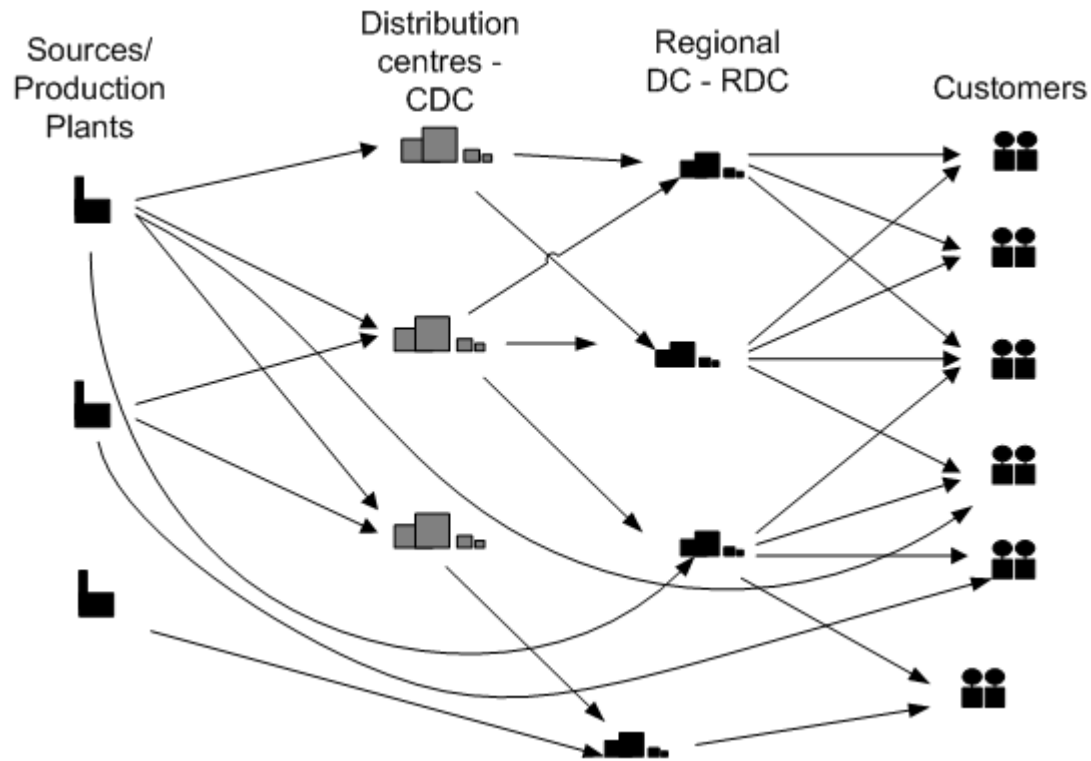 Sources/
Production
Plants
Distribution
centres -
CDC
Regional
DC - RDC
Customers